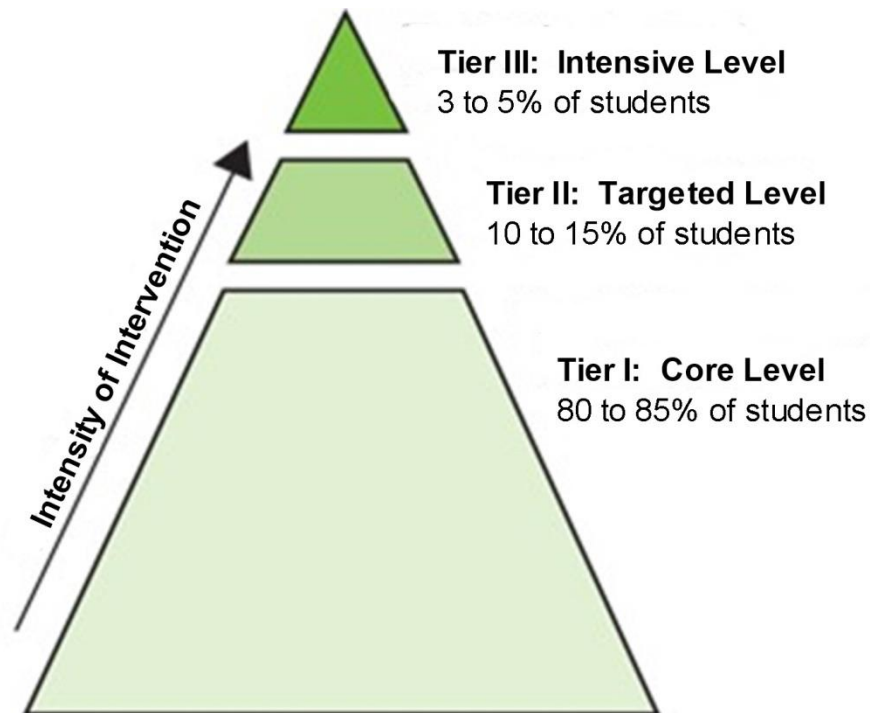 Tier III: Intensive Level
3 to 5% of students
Tier II: Targeted Level
10 to 15% of students
Intensity of Intervention
Tier I: Core Level
80 to 85% of students